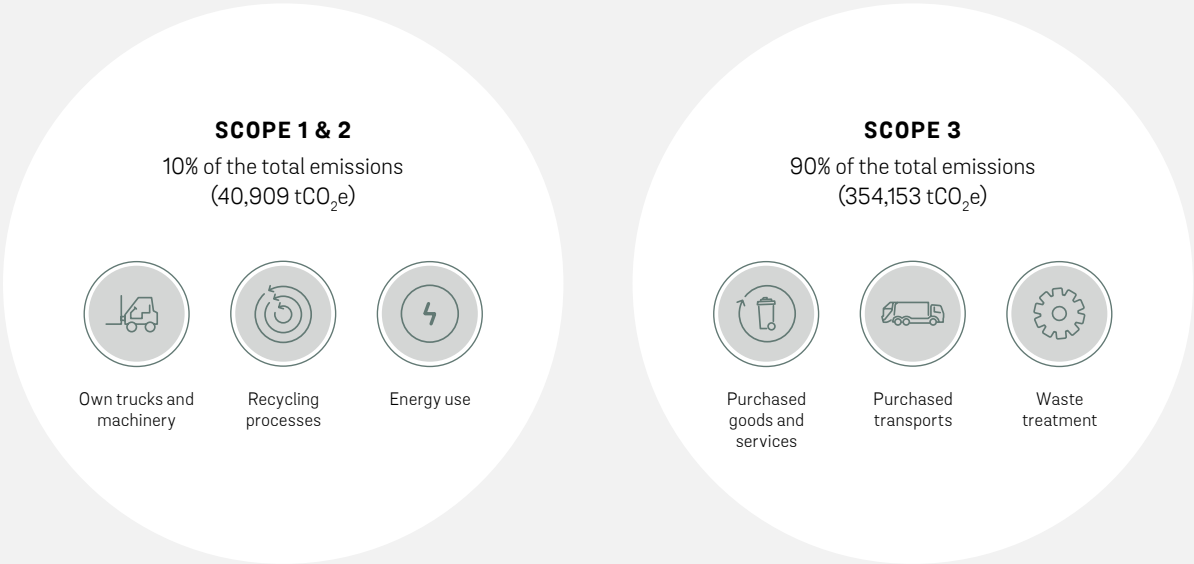 SCOPE 1 & 2
10% of the total emissions
(40,909 tCO₂e)
Own trucks and
machinery
Recycling
processes
Energy use
SCOPE 3
90% of the total emissions
(354,153 tCO₂e)
Purchased
goods and
services
Purchased
transports
Waste
treatment